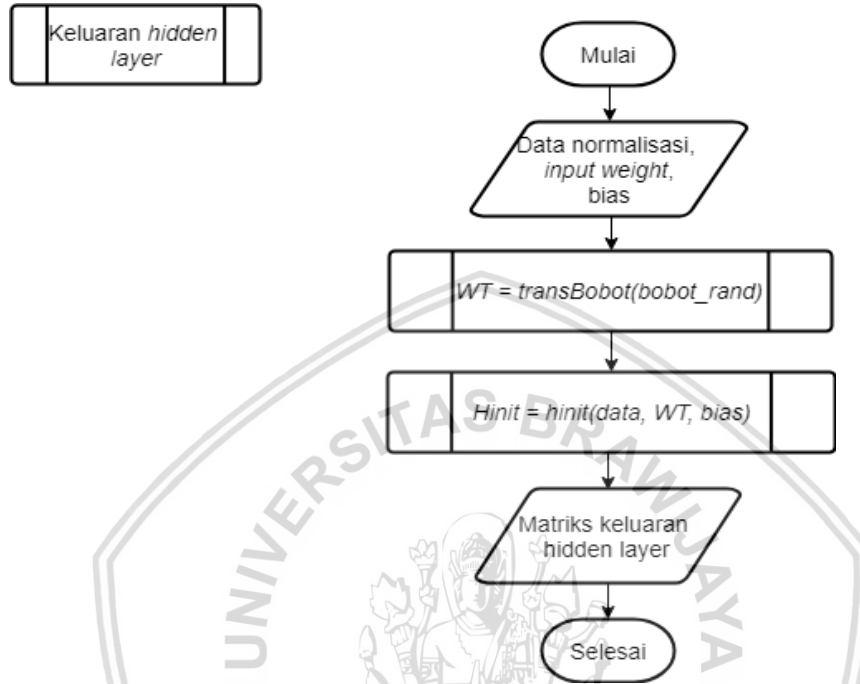 Keluaran hidden
layer
Mulai
Data normalisasi,
input weight,
bias
WT = transBobot(bobot_rand)
Hinit = hinit(data, WT, bias)
Matriks keluaran
hidden layer
Selesai
UNIVERSITAS BRAWIJAYA